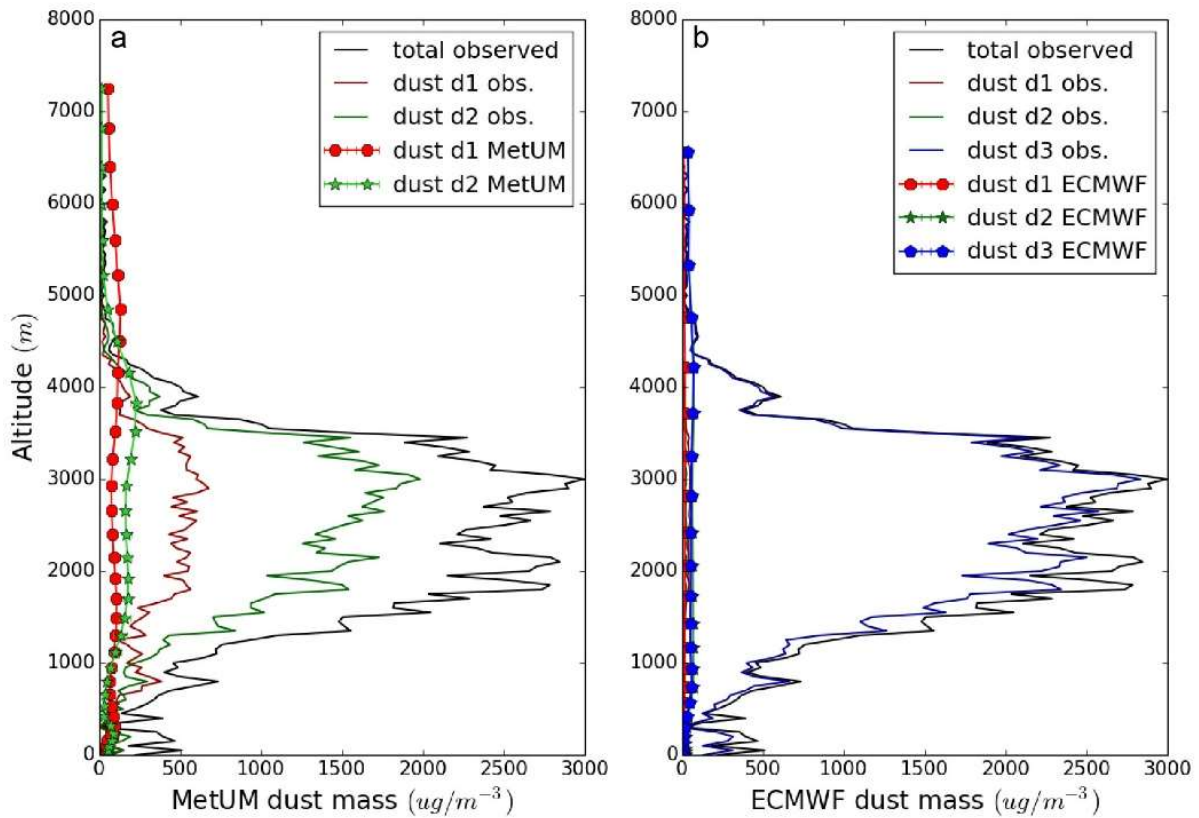 a
total observed
dust d1 obs.
dust d2 obs.
dust d1 MetUM
dust d2 MetUM
8000
7000
6000
5000
4000
3000
2000
1000
0
Altitude (m)
0 500 1000 1500 2000 2500 3000
MetUM dust mass (ug/m⁻³)
b
total observed
dust d1 obs.
dust d2 obs.
dust d3 obs.
dust d1 ECMWF
dust d2 ECMWF
dust d3 ECMWF
8000
7000
6000
5000
4000
3000
2000
1000
0
0 500 1000 1500 2000 2500 3000
ECMWF dust mass (ug/m⁻³)